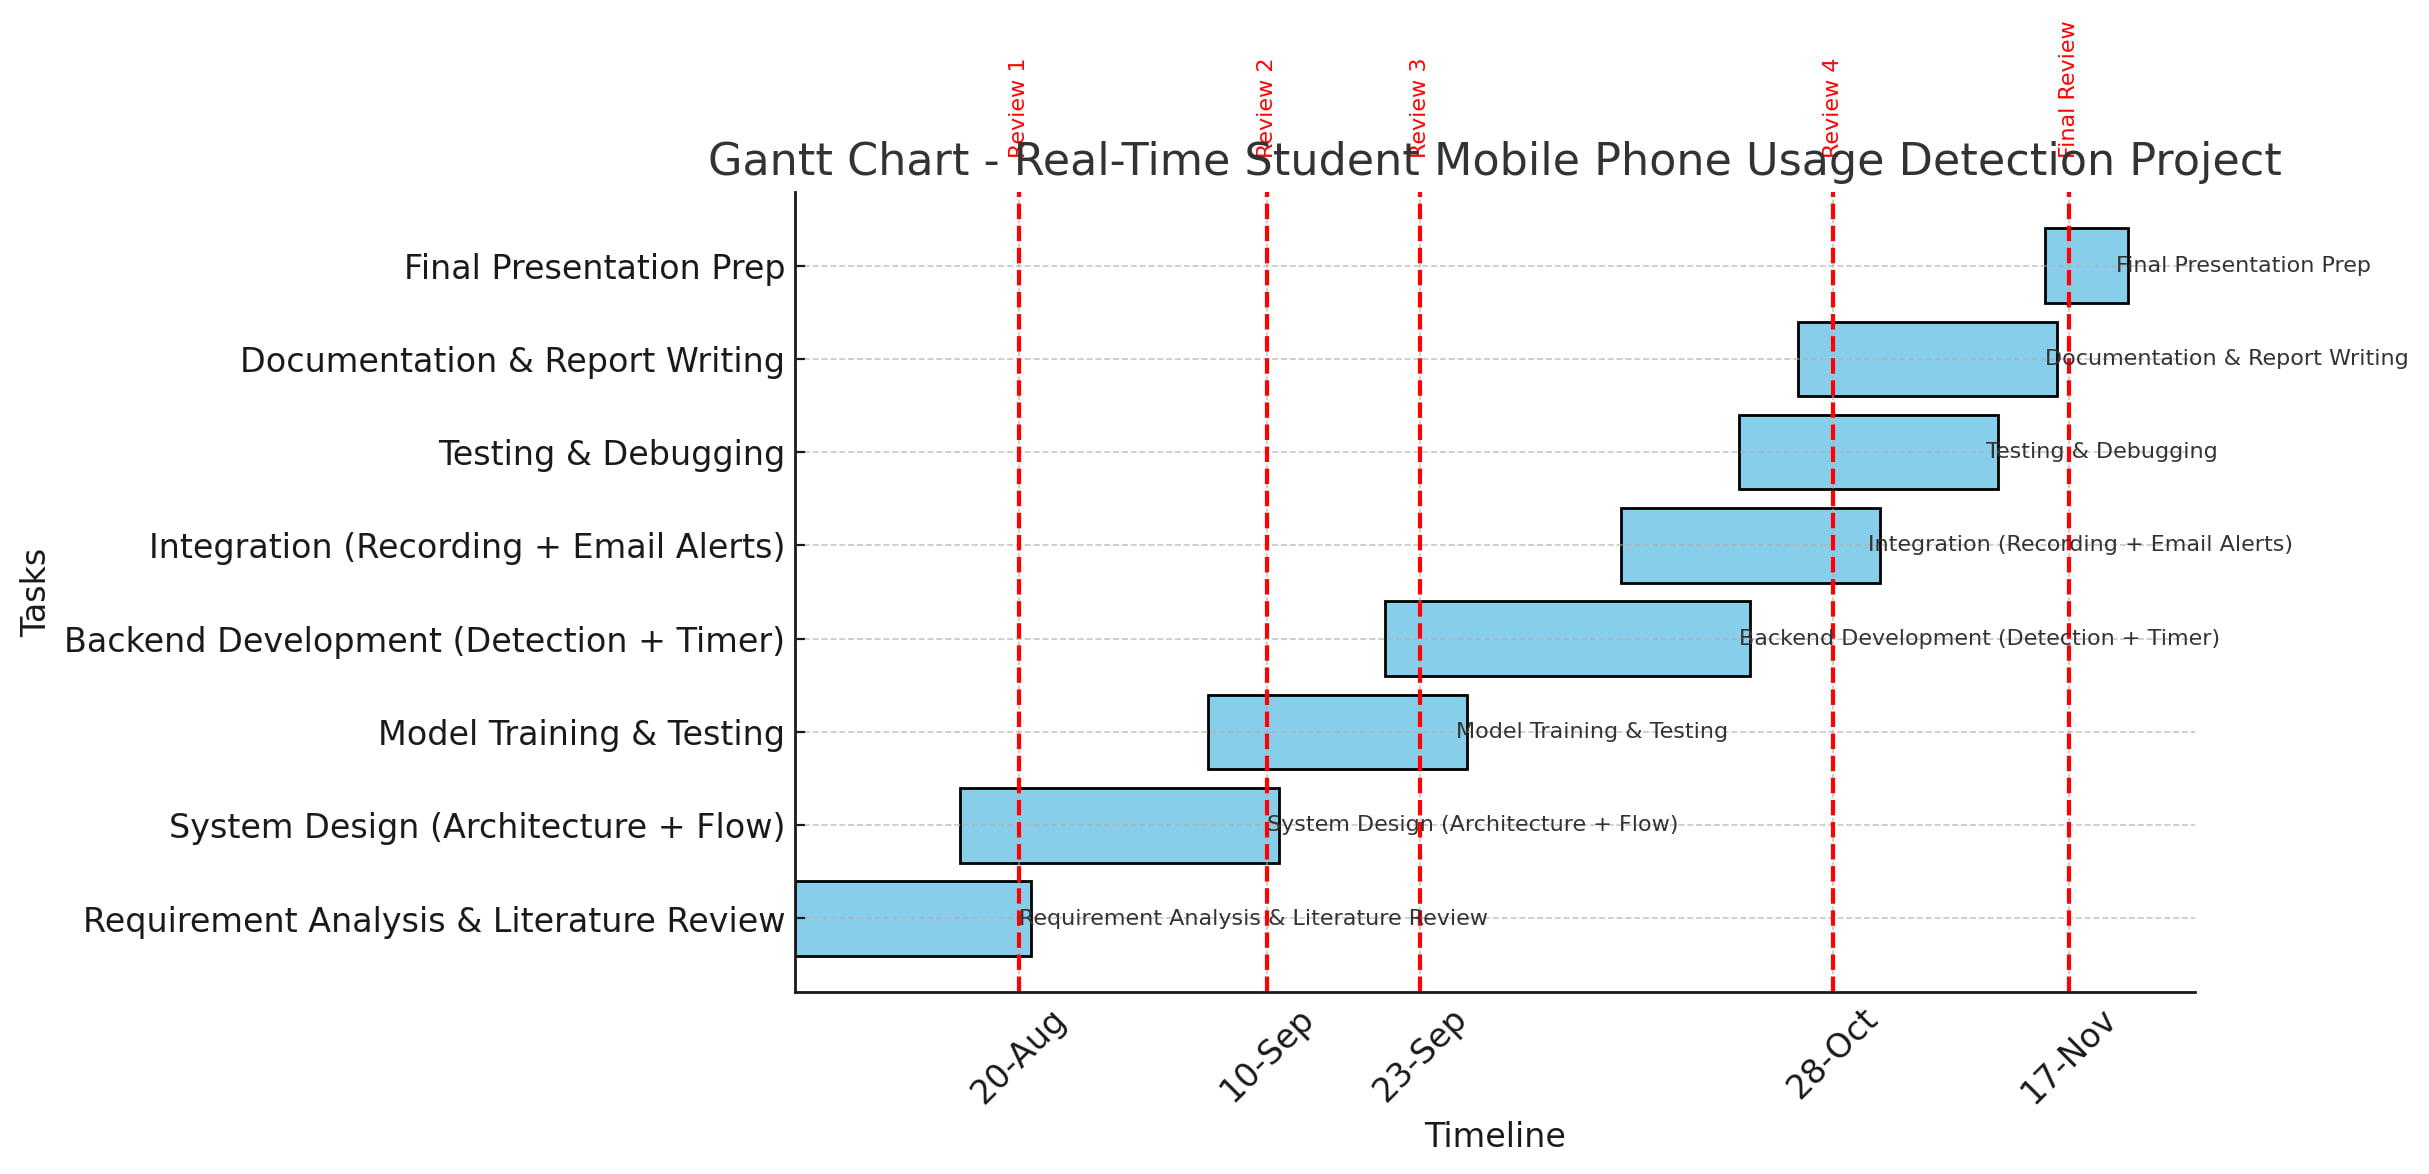 Review 1
Review 2
Review 3
Review 4
Final Review
Gantt Chart - Real-Time Student Mobile Phone Usage Detection Project
Tasks
Final Presentation Prep
Final Presentation Prep
Documentation & Report Writing
Documentation & Report Writing
Testing & Debugging
Testing & Debugging
Integration (Recording + Email Alerts)
Integration (Recording + Email Alerts)
Backend Development (Detection + Timer)
Backend Development (Detection + Timer)
Model Training & Testing
Model Training & Testing
System Design (Architecture + Flow)
System Design (Architecture + Flow)
Requirement Analysis & Literature Review
Requirement Analysis & Literature Review
20-Aug
10-Sep
23-Sep
28-Oct
17-Nov
Timeline